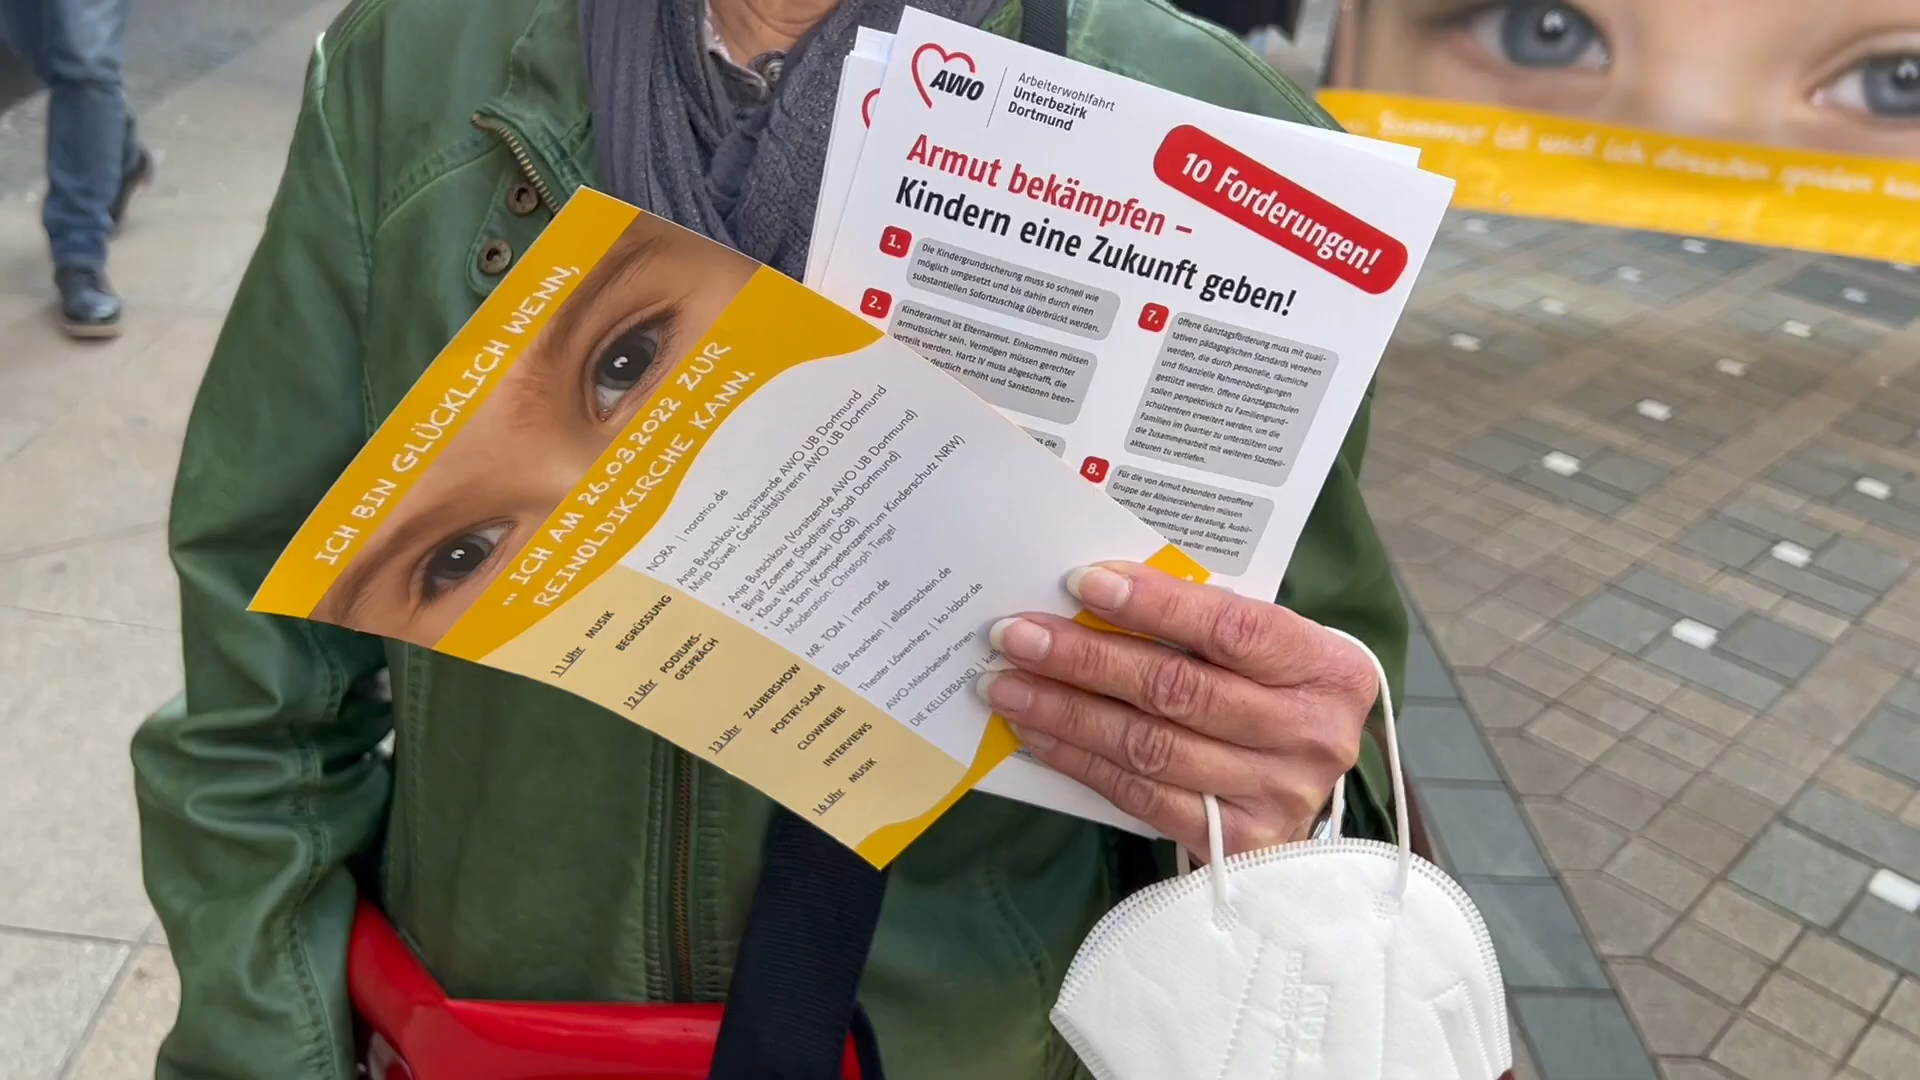 AWO
Arbeiterwohlfahrt
Unterbezirk
Dortmund
10 Forderungen!
Armut bekämpfen –
Kindern eine Zukunft geben!
1.
Die Kindergrundsicherung muss so schnell wie
möglich umgesetzt und bis dahin durch einen
substantiellen Sofortzuschlag überbrückt werden.
2.
Kinderarmut ist Elternarmut. Einkommen müssen
armutssicher sein. Vermögen müssen gerechter
verteilt werden. Hartz IV muss abgeschafft, die
deutlich erhöht und Sanktionen been-
die
7.
Offene Ganztagsförderung muss mit quali-
tativen pädagogischen Standards versehen
werden, die durch personelle, räumliche
und finanzielle Rahmenbedingungen
gestützt werden. Offene Ganztagsschulen
sollen perspektivisch zu Familiengrund-
schulzentren erweitert werden, um die
Familien im Quartier zu unterstützen und
die Zusammenarbeit mit weiteren Stadtteil-
akteuren zu vertiefen.
8.
Für die von Armut besonders betroffene
Gruppe der Alleinerziehenden müssen
Angebote der Beratung, Ausbil-
und Alltagsunter-
und weiter entwickelt
ICH BIN GLÜCKLICH WENN,
" ICH AM 26.03.2022 ZUR
REINOLDIKIRCHE KANN.
11 Uhr MUSIK NORA | noratrio.de
BEGRÜSSUNG Anja Butschkau, Vorsitzende AWO UB Dortmund
Mirja Düwel, Geschäftsführerin AWO UB Dortmund
12 Uhr PODIUMS- * Anja Butschkau (Vorsitzende AWO UB Dortmund)
GESPRÄCH * Birgit Zoerner (Stadträtin Stadt Dortmund)
* Klaus Waschulewski (DGB)
* Lucie Tonn (Kompetenzzentrum Kinderschutz NRW)
Moderation: Christoph Tiegel
13 Uhr ZAUBERSHOW MR. TOM | mrtom.de
POETRY-SLAM Ella Anschein | ellaanschein.de
CLOWNERIE Theater Löwenherz | ko-labor.de
INTERVIEWS AWO-Mitarbeiter*innen
16 Uhr MUSIK DIE KELLERBAND |
Sommer ist und ich draußen spielen